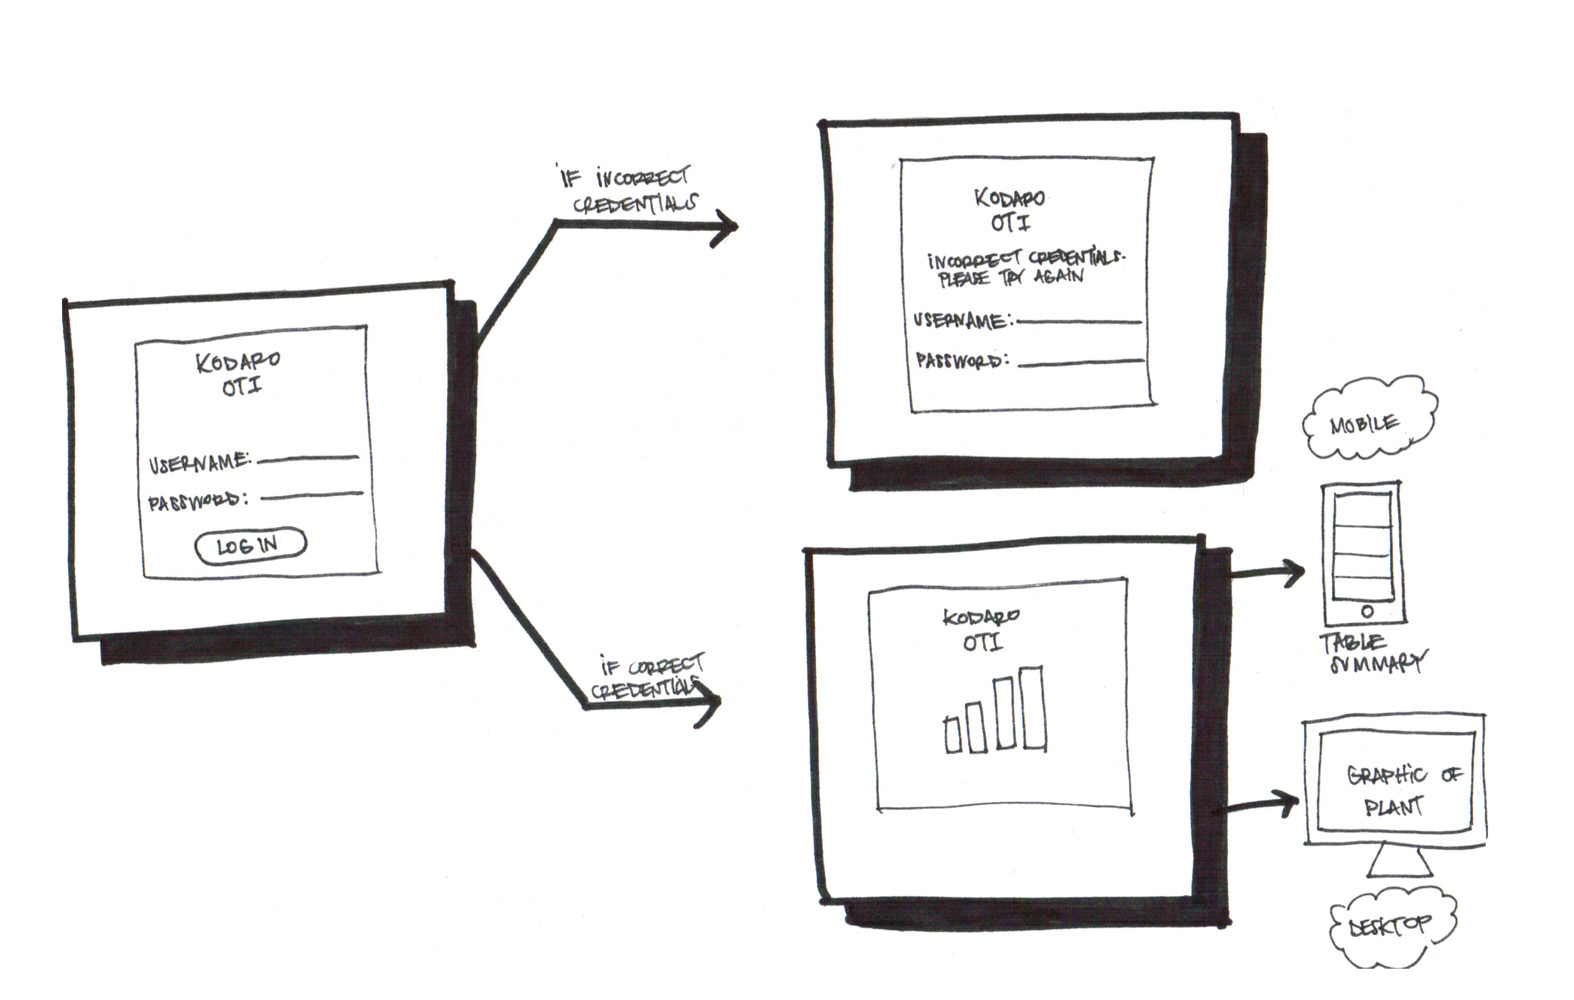 IF INCORRECT
CREDENTIALS
KODARO
OTI
USERNAME:
PASSWORD:
LOG IN
IF CORRECT
CREDENTIALS
KODARO
OTI
INCORRECT CREDENTIALS.
PLEASE TRY AGAIN
USERNAME:
PASSWORD:
KODARO
OTI
MOBILE
TABLE
SUMMARY
GRAPHIC OF
PLANT
DESKTOP